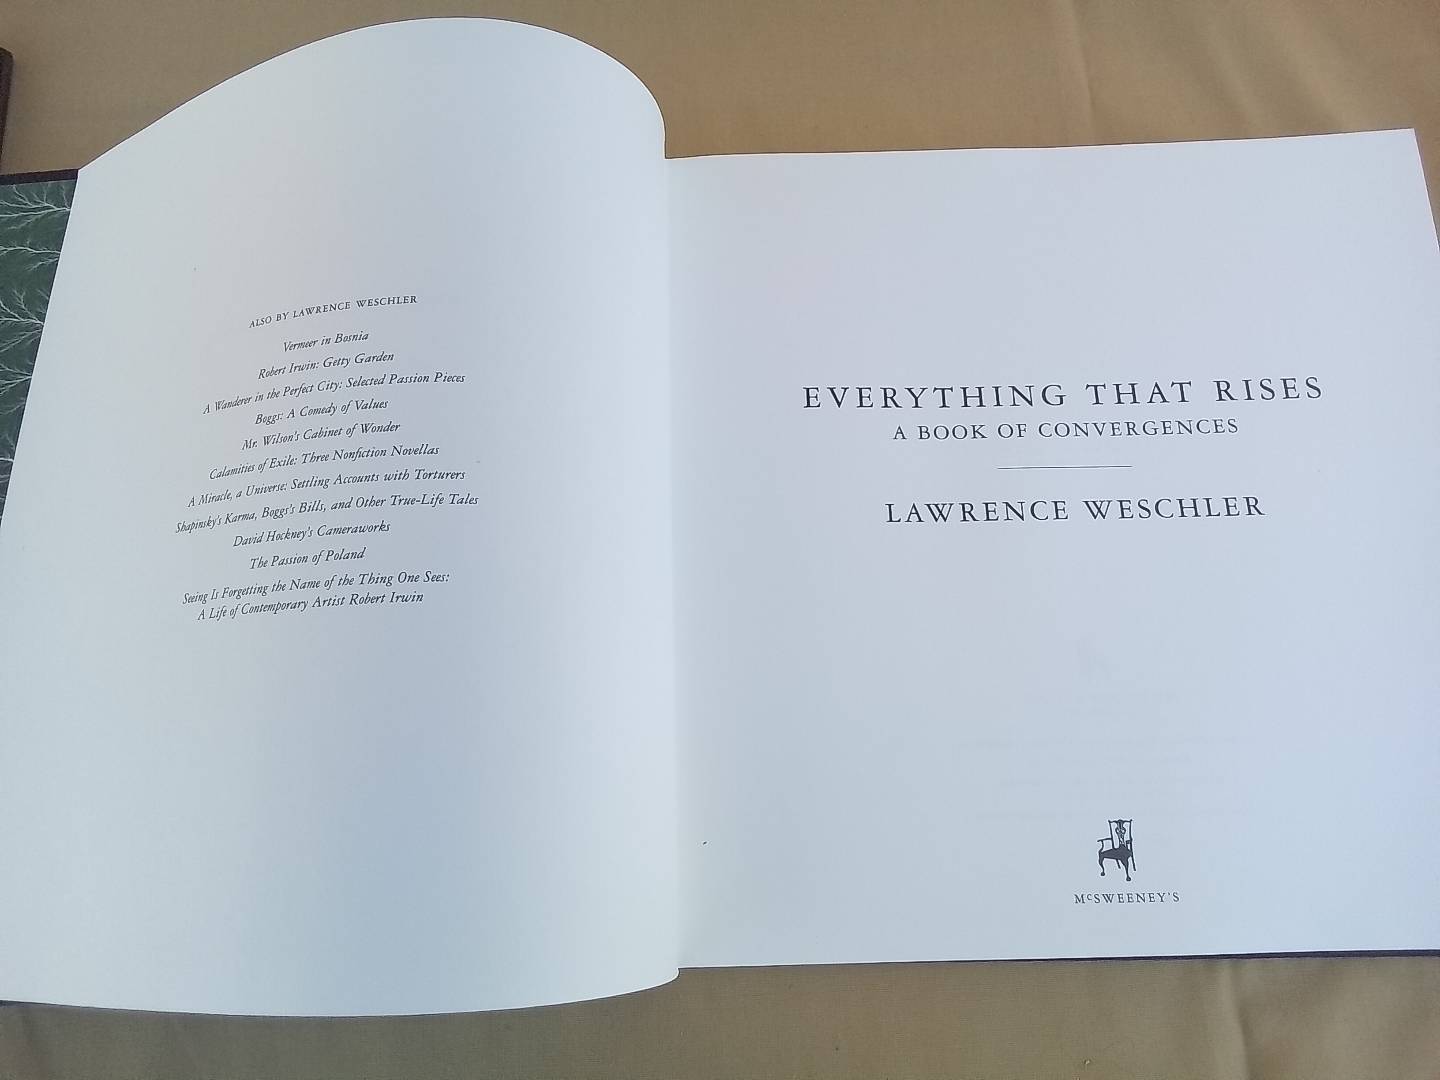 ALSO BY LAWRENCE WESCHLER
Vermeer in Bosnia
Robert Irwin: Getty Garden
A Wanderer in the Perfect City: Selected Passion Pieces
Boggs: A Comedy of Values
Mr. Wilson's Cabinet of Wonder
Calamities of Exile: Three Nonfiction Novellas
A Miracle, a Universe: Settling Accounts with Torturers
Shapinsky's Karma, Boggs's Bills, and Other True-Life Tales
David Hockney's Cameraworks
The Passion of Poland
Seeing Is Forgetting the Name of the Thing One Sees:
A Life of Contemporary Artist Robert Irwin
EVERYTHING THAT RISES
A BOOK OF CONVERGENCES
LAWRENCE WESCHLER
McSWEENEY'S